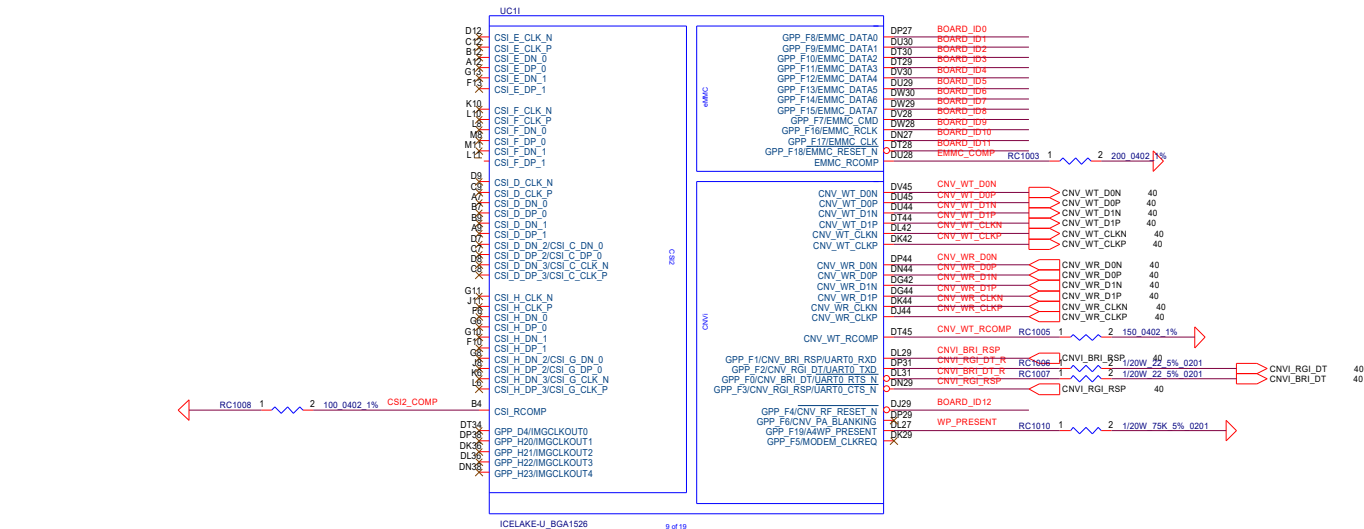 UC1I
D12 CSI_E_CLK_N
C12 CSI_E_CLK_P
B12 CSI_E_DN_0
A12 CSI_E_DP_0
G13 CSI_E_DN_1
F13 CSI_E_DP_1
K10 CSI_F_CLK_N
L10 CSI_F_CLK_P
L8 CSI_F_DN_0
M8 CSI_F_DP_0
M11 CSI_F_DN_1
L11 CSI_F_DP_1
D9 CSI_D_CLK_N
C9 CSI_D_CLK_P
A7 CSI_D_DN_0
B7 CSI_D_DP_0
B9 CSI_D_DN_1
A9 CSI_D_DP_1
D7 CSI_D_DN_2/CSI_C_DN_0
C7 CSI_D_DP_2/CSI_C_DP_0
D8 CSI_D_DN_3/CSI_C_CLK_N
C8 CSI_D_DP_3/CSI_C_CLK_P
G11 CSI_H_CLK_N
J11 CSI_H_CLK_P
F6 CSI_H_DN_0
G6 CSI_H_DP_0
G10 CSI_H_DN_1
F10 CSI_H_DP_1
G8 CSI_H_DN_2/CSI_G_DN_0
J8 CSI_H_DP_2/CSI_G_DP_0
K6 CSI_H_DN_3/CSI_G_CLK_N
L6 CSI_H_DP_3/CSI_G_CLK_P
RC1008 1 2 100_0402_1% CSI2_COMP B4 CSI_RCOMP
DT34 GPP_D4/IMGCLKOUT0
DP38 GPP_H20/IMGCLKOUT1
DK36 GPP_H21/IMGCLKOUT2
DL36 GPP_H22/IMGCLKOUT3
DN38 GPP_H23/IMGCLKOUT4
CSI2
eMMC
CNVi
GPP_F8/EMMC_DATA0 DP27 BOARD_ID0
GPP_F9/EMMC_DATA1 DU30 BOARD_ID1
GPP_F10/EMMC_DATA2 DT30 BOARD_ID2
GPP_F11/EMMC_DATA3 DT29 BOARD_ID3
GPP_F12/EMMC_DATA4 DV30 BOARD_ID4
GPP_F13/EMMC_DATA5 DU29 BOARD_ID5
GPP_F14/EMMC_DATA6 DW30 BOARD_ID6
GPP_F15/EMMC_DATA7 DW29 BOARD_ID7
GPP_F7/EMMC_CMD DV28 BOARD_ID8
GPP_F16/EMMC_RCLK DW28 BOARD_ID9
GPP_F17/EMMC_CLK DN27 BOARD_ID10
GPP_F18/EMMC_RESET_N DT28 BOARD_ID11
EMMC_RCOMP DU28 EMMC_COMP RC1003 1 2 200_0402_1%
CNV_WT_D0N DV45 CNV_WT_D0N CNV_WT_D0N 40
CNV_WT_D0P DU45 CNV_WT_D0P CNV_WT_D0P 40
CNV_WT_D1N DU44 CNV_WT_D1N CNV_WT_D1N 40
CNV_WT_D1P DT44 CNV_WT_D1P CNV_WT_D1P 40
CNV_WT_CLKN DL42 CNV_WT_CLKN CNV_WT_CLKN 40
CNV_WT_CLKP DK42 CNV_WT_CLKP CNV_WT_CLKP 40
CNV_WR_D0N DP44 CNV_WR_D0N CNV_WR_D0N 40
CNV_WR_D0P DN44 CNV_WR_D0P CNV_WR_D0P 40
CNV_WR_D1N DG42 CNV_WR_D1N CNV_WR_D1N 40
CNV_WR_D1P DG44 CNV_WR_D1P CNV_WR_D1P 40
CNV_WR_CLKN DK44 CNV_WR_CLKN CNV_WR_CLKN 40
CNV_WR_CLKP DJ44 CNV_WR_CLKP CNV_WR_CLKP 40
CNV_WT_RCOMP DT45 CNV_WT_RCOMP RC1005 1 2 150_0402_1%
GPP_F1/CNV_BRI_RSP/UART0_RXD DL29 CNVI_BRI_RSP CNVI_BRI_RSP 40
GPP_F2/CNV_RGI_DT/UART0_TXD DP31 CNVI_RGI_DT_R RC1006 1 2 1/20W_22_5%_0201 CNVI_RGI_DT 40
GPP_F0/CNV_BRI_DT/UART0_RTS_N DL31 CNVI_BRI_DT_R RC1007 1 2 1/20W_22_5%_0201 CNVI_BRI_DT 40
GPP_F3/CNV_RGI_RSP/UART0_CTS_N DN29 CNVI_RGI_RSP CNVI_RGI_RSP 40
GPP_F4/CNV_RF_RESET_N DJ29 BOARD_ID12
GPP_F6/CNV_PA_BLANKING DP29
GPP_F19/A4WP_PRESENT DL27 WP_PRESENT RC1010 1 2 1/20W_75K_5%_0201
GPP_F5/MODEM_CLKREQ DK29
ICELAKE-U_BGA1526
9 of 19